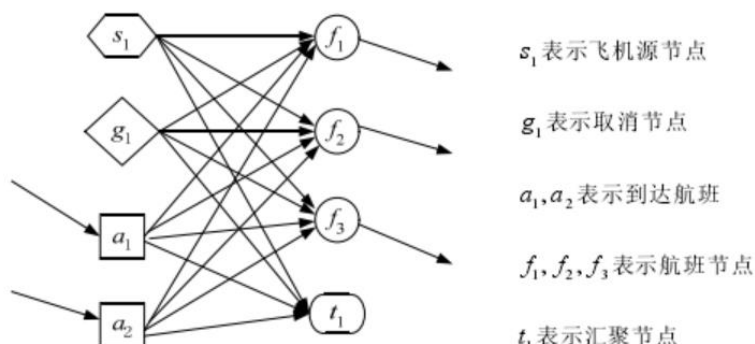 s₁
f₁
s₁表示飞机源节点
g₁
f₂
g₁表示取消节点
a₁
f₃
a₁,a₂表示到达航班
f₁,f₂,f₃表示航班节点
a₂
t₁
表示汇聚节点